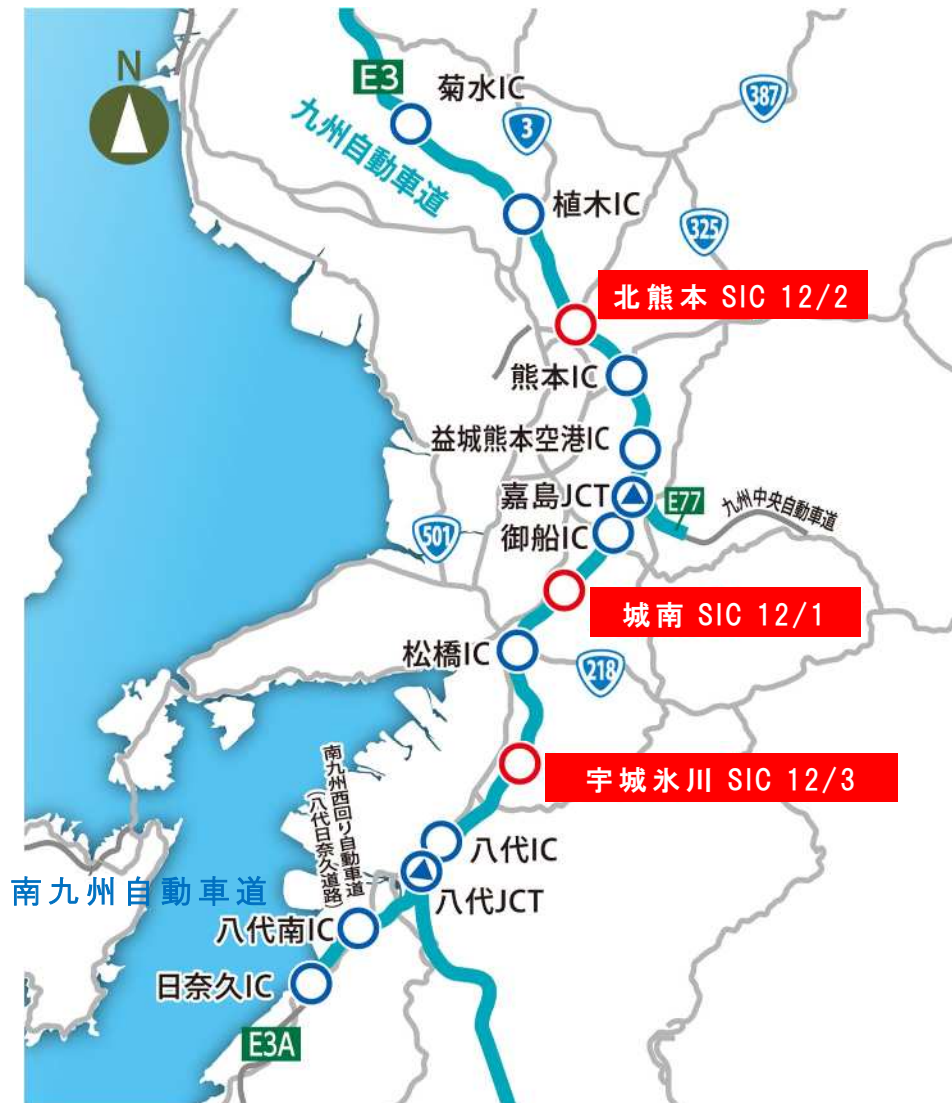 N
E3
菊水IC
九州自動車道
3
387
植木IC
325
北熊本 SIC 12/2
熊本IC
益城熊本空港IC
嘉島JCT
E77
九州中央自動車道
501
御船IC
城南 SIC 12/1
松橋IC
218
宇城氷川 SIC 12/3
南九州西回り自動車道
(八代日奈久道路)
八代IC
南九州自動車道
八代JCT
八代南IC
日奈久IC
E3A